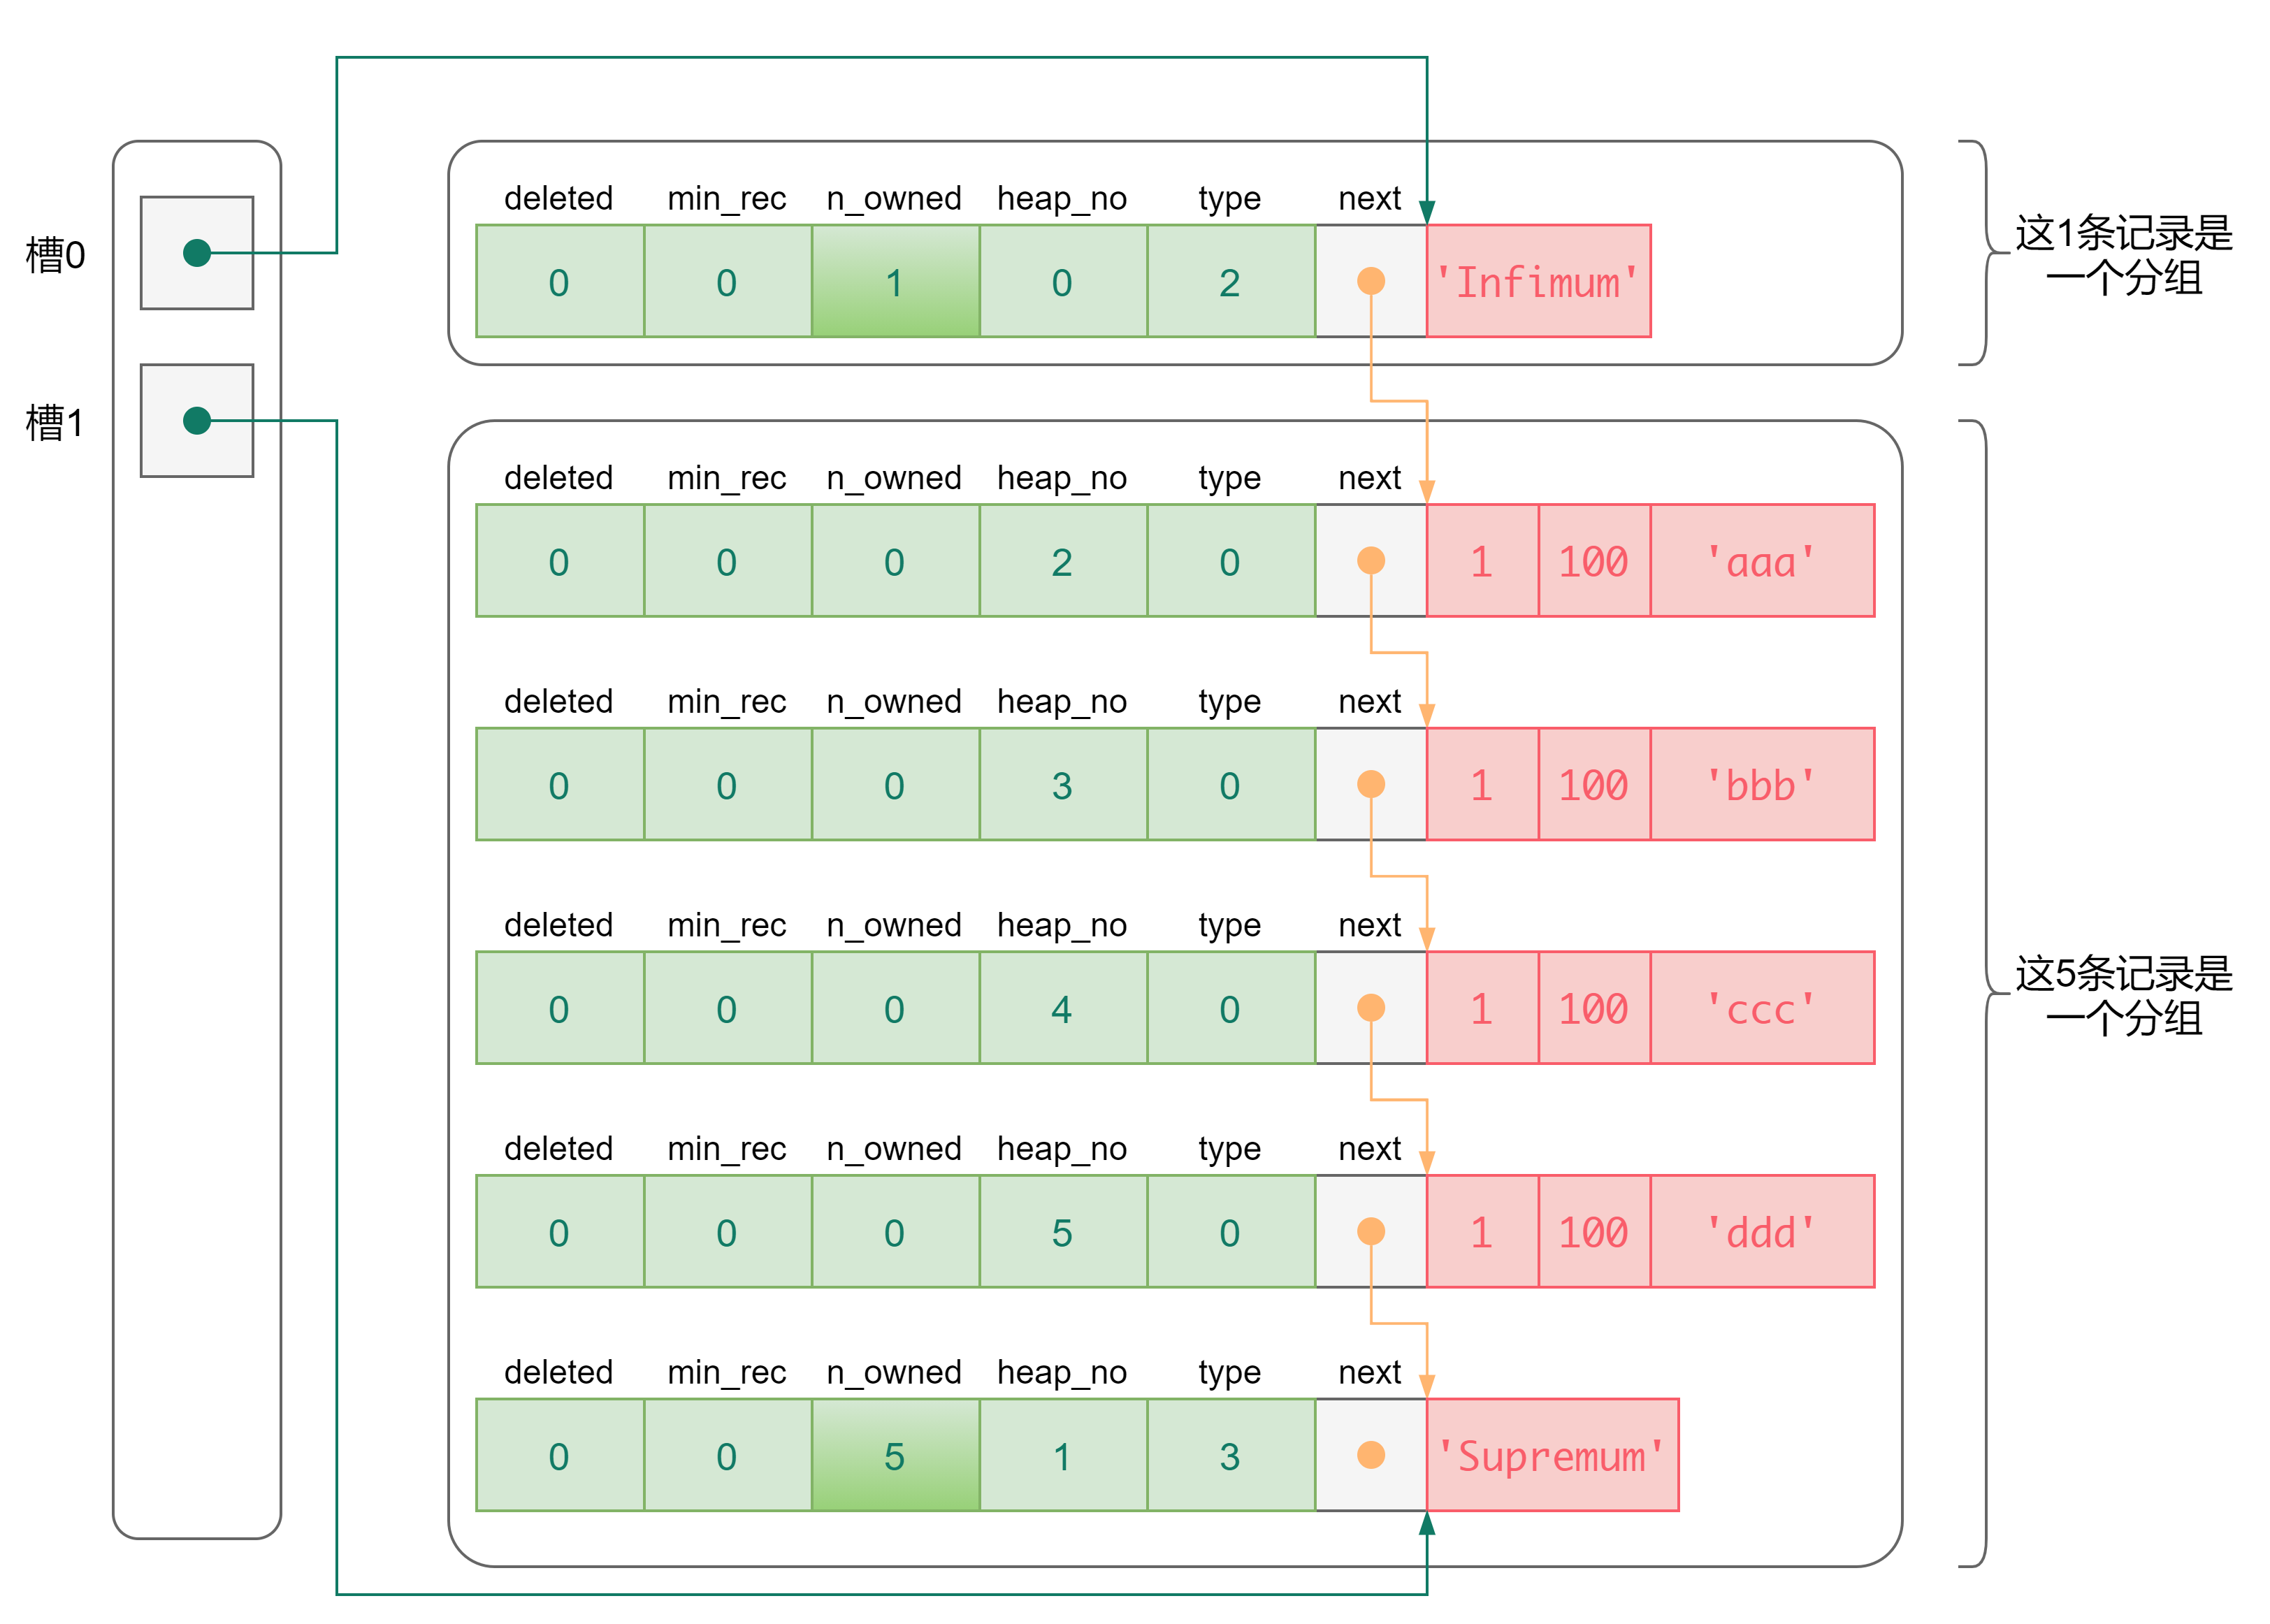 deleted min_rec n_owned heap_no type next
槽0
0 0 1 0 2 'Infimum'
这1条记录是
一个分组
槽1
deleted min_rec n_owned heap_no type next
0 0 0 2 0 1 100 'aaa'
deleted min_rec n_owned heap_no type next
0 0 0 3 0 1 100 'bbb'
deleted min_rec n_owned heap_no type next
0 0 0 4 0 1 100 'ccc'
这5条记录是
一个分组
deleted min_rec n_owned heap_no type next
0 0 0 5 0 1 100 'ddd'
deleted min_rec n_owned heap_no type next
0 0 5 1 3 'Supremum'